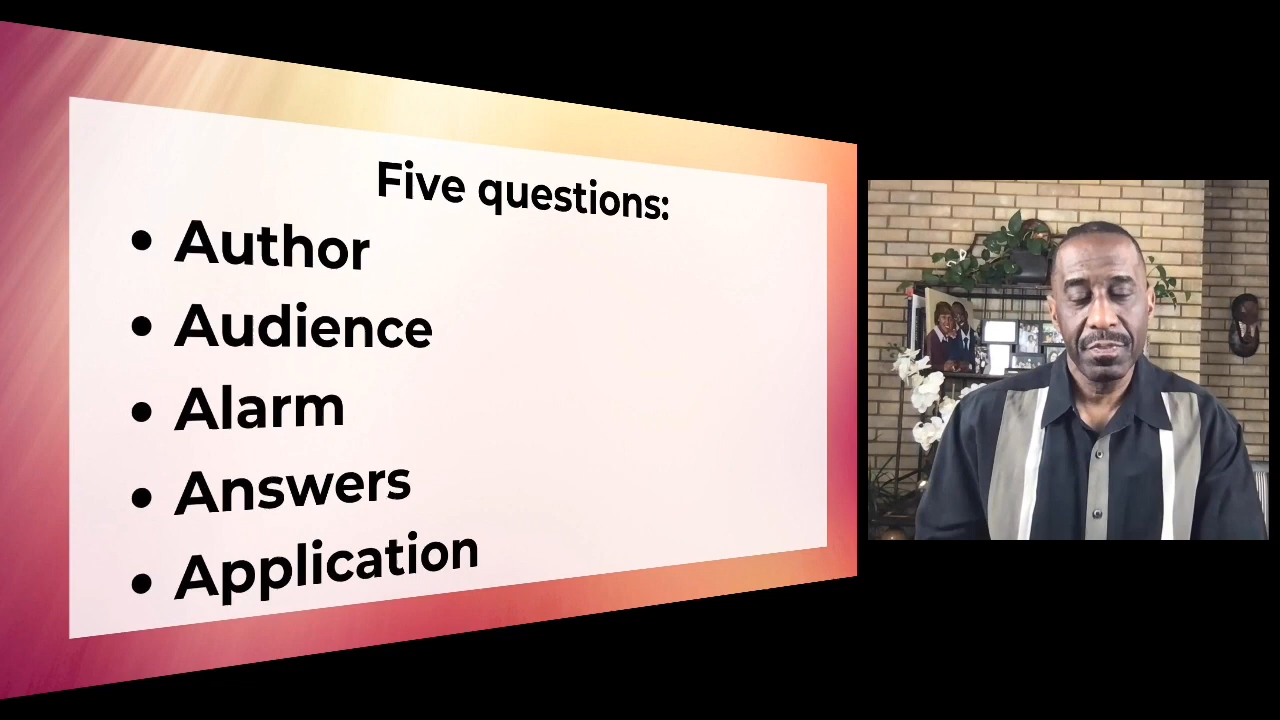 Five questions:
• Author
• Audience
• Alarm
• Answers
• Application